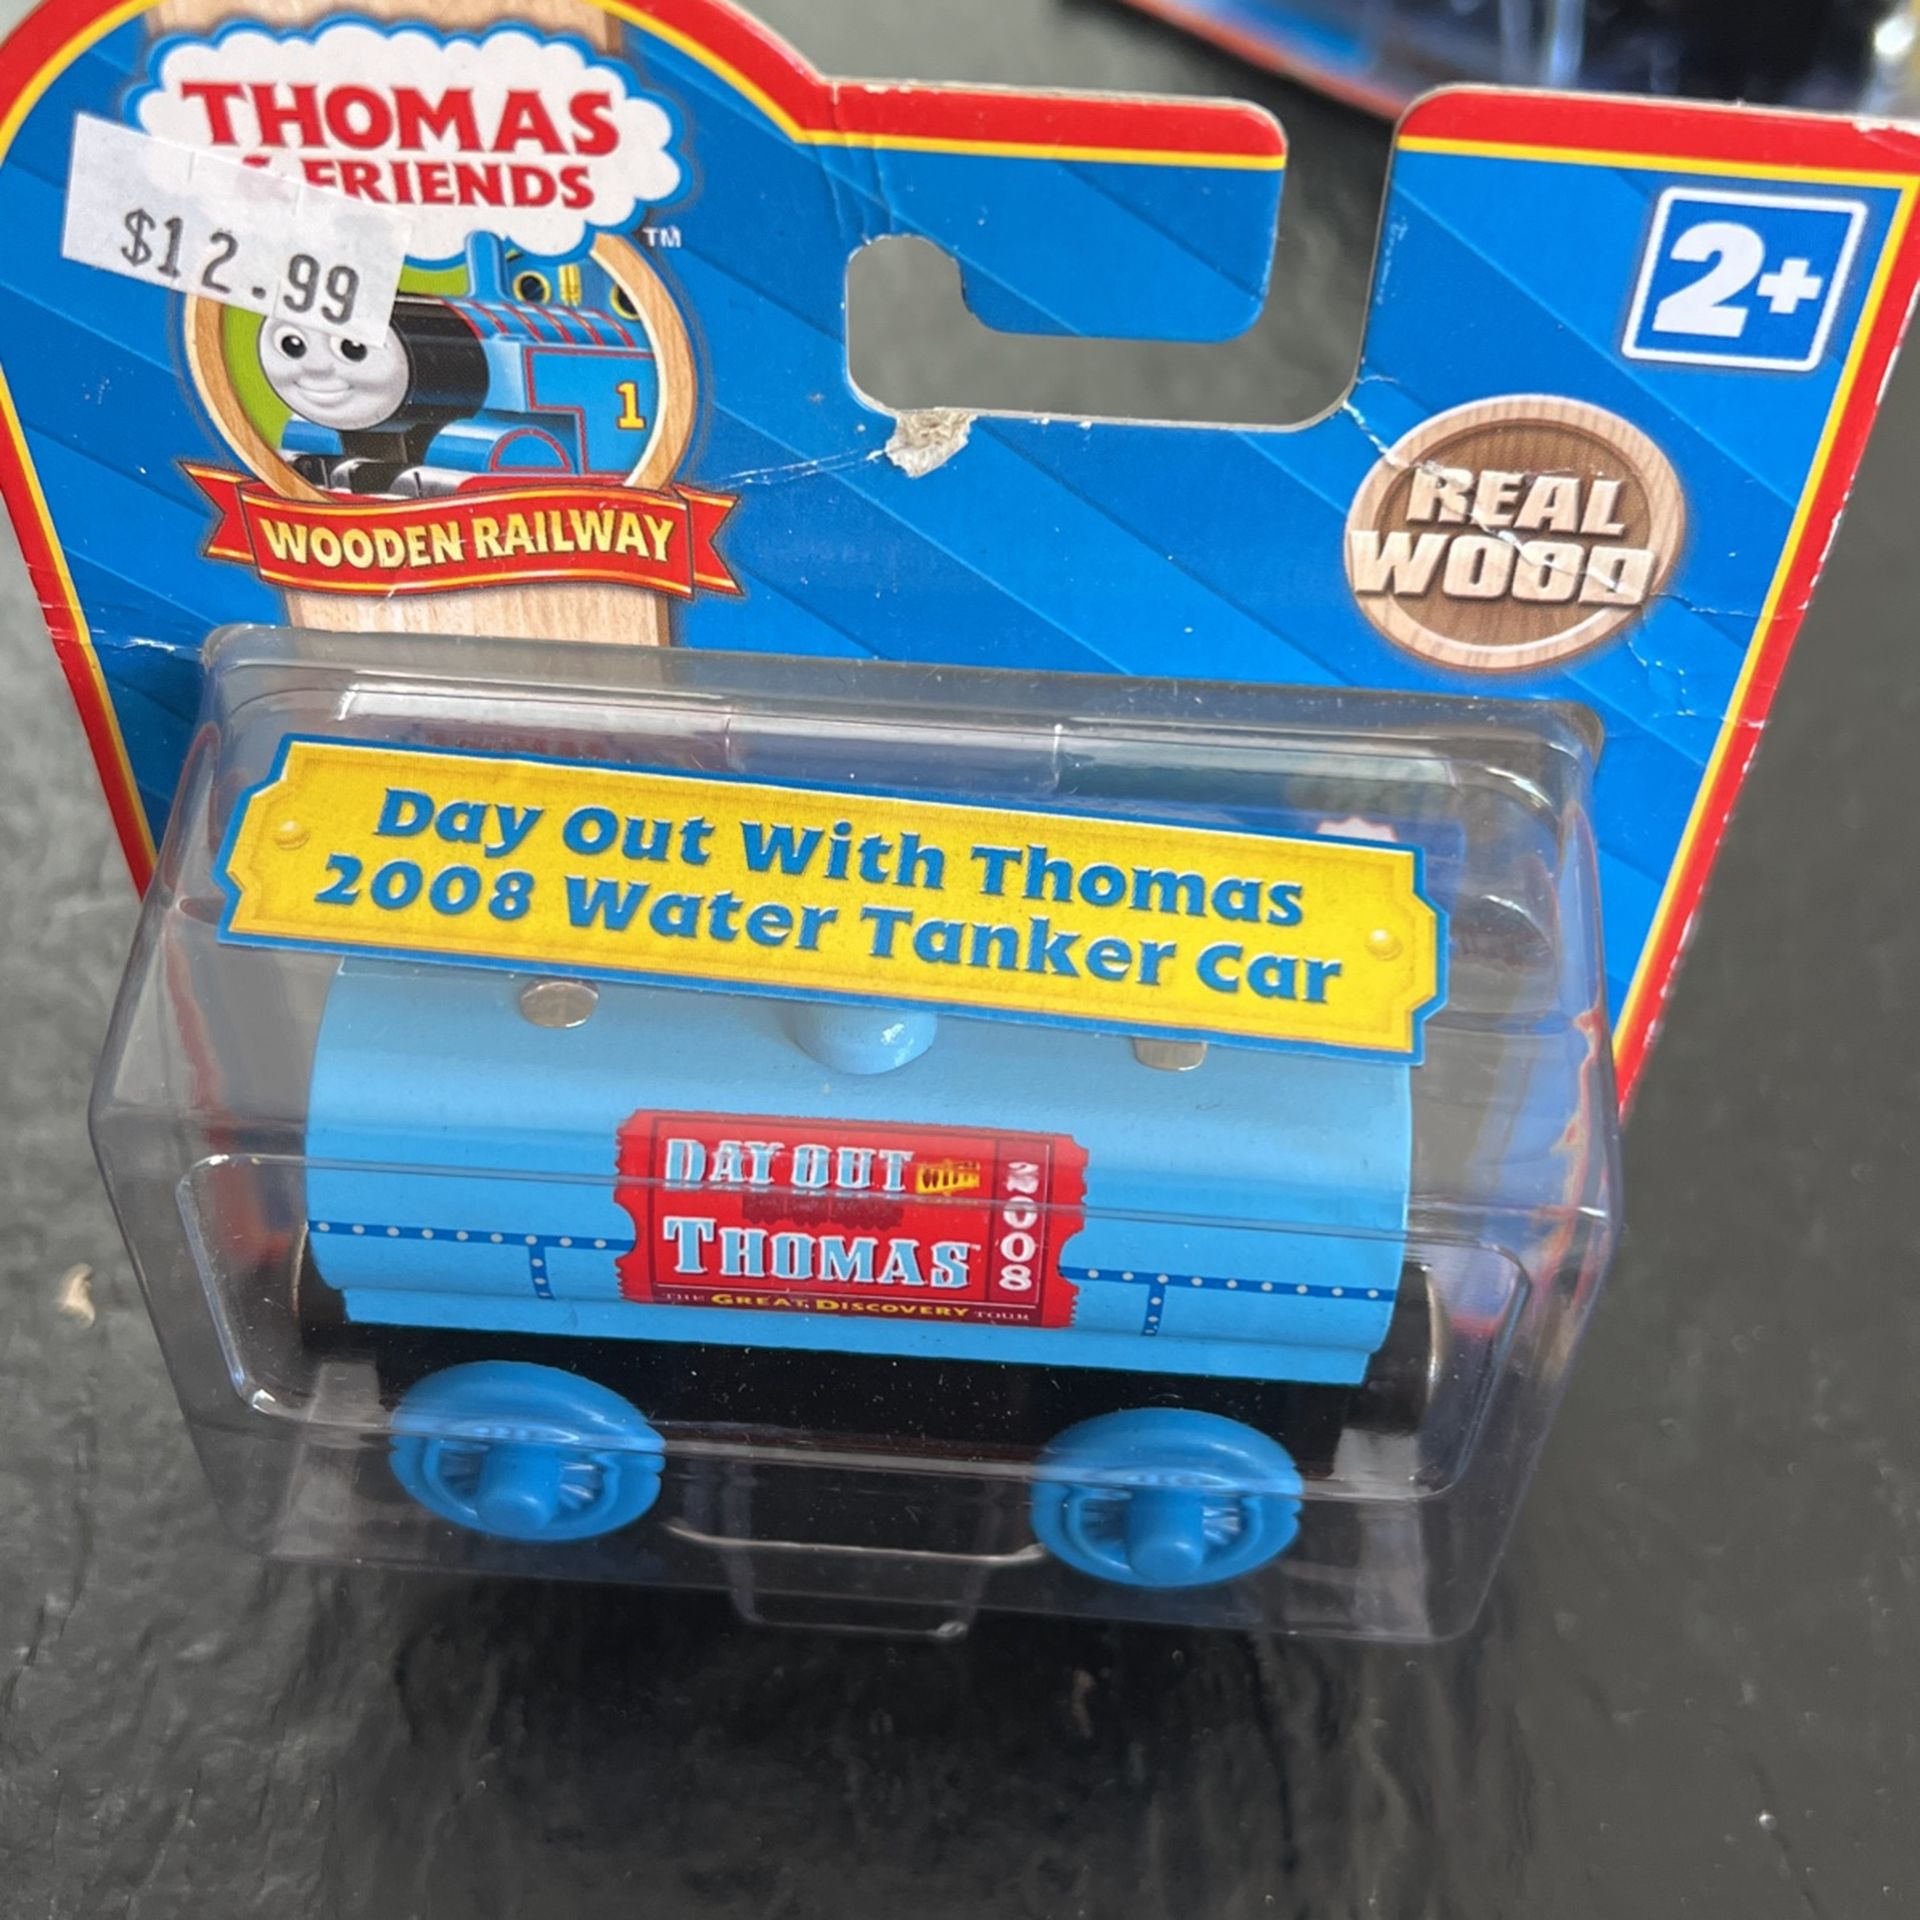 THOMAS
& FRIENDS
TM
$12.99
1
WOODEN RAILWAY
2+
REAL
WOOD
Day Out With Thomas
2008 Water Tanker Car
DAY OUT WITH
THOMAS
2008
THE GREAT DISCOVERY TOUR